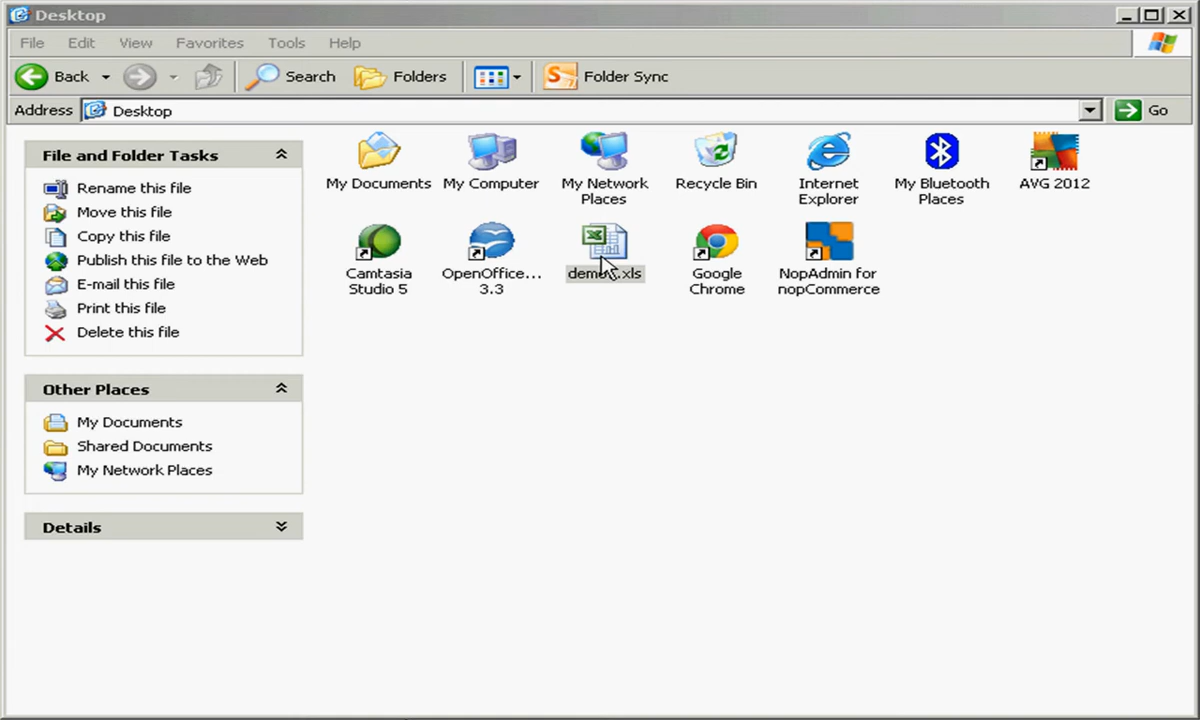 Desktop
File Edit View Favorites Tools Help
Back Search Folders Folder Sync
Address Desktop Go
File and Folder Tasks
Rename this file
Move this file
Copy this file
Publish this file to the Web
E-mail this file
Print this file
Delete this file
Other Places
My Documents
Shared Documents
My Network Places
Details
My Documents
My Computer
My Network
Places
Recycle Bin
Internet
Explorer
My Bluetooth
Places
AVG 2012
Camtasia
Studio 5
OpenOffice...
3.3
Google
Chrome
NopAdmin for
nopCommerce